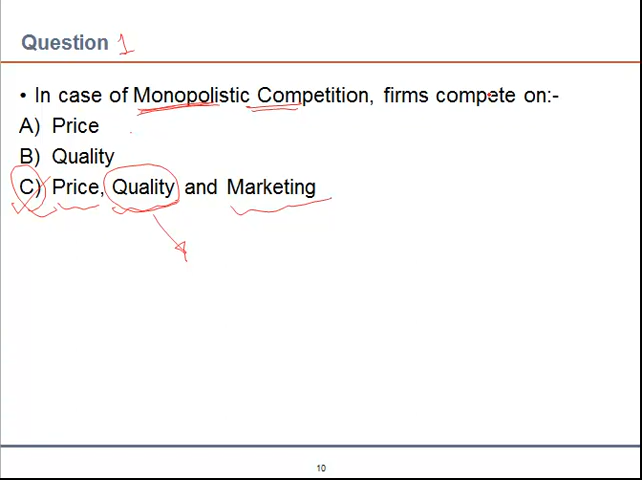 Question 1
• In case of Monopolistic Competition, firms compete on:-
A) Price
B) Quality
C) Price, Quality and Marketing
10